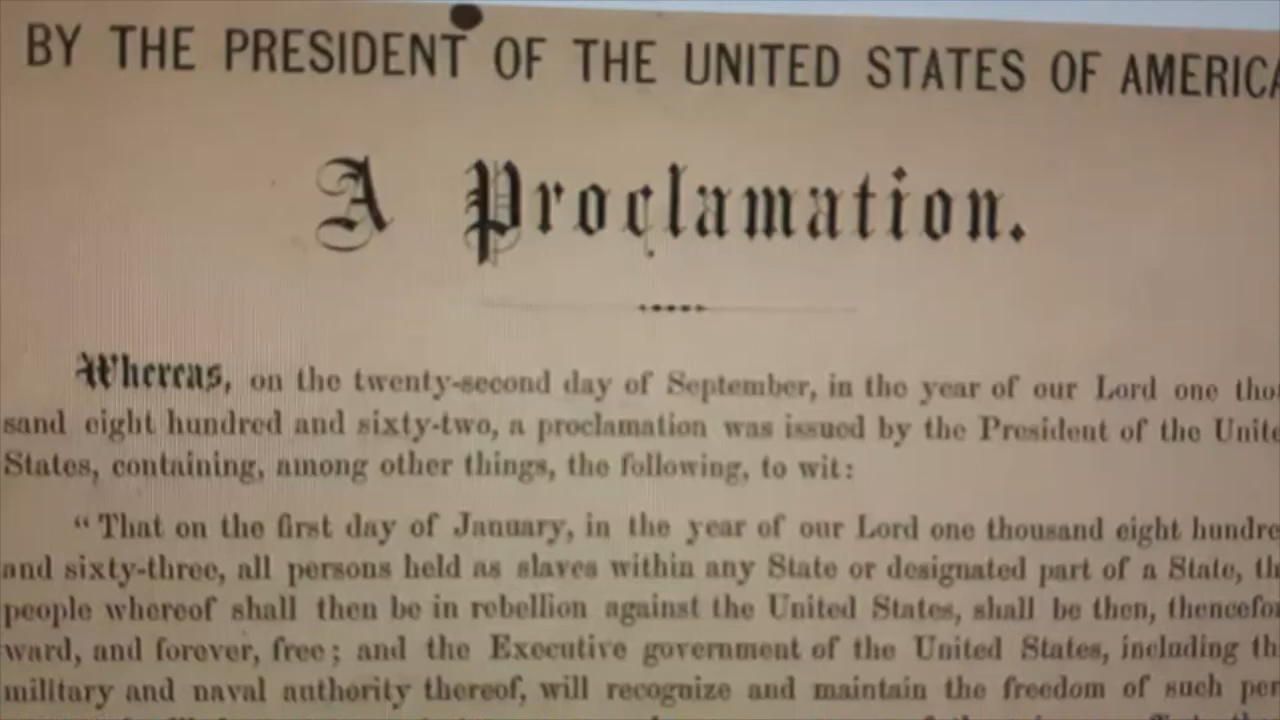 BY THE PRESIDENT OF THE UNITED STATES OF AMERICA
A Proclamation.
Whereas, on the twenty-second day of September, in the year of our Lord one thou-
sand eight hundred and sixty-two, a proclamation was issued by the President of the Unite
States, containing, among other things, the following, to wit:
“That on the first day of January, in the year of our Lord one thousand eight hundre
and sixty-three, all persons held as slaves within any State or designated part of a State, th
people whereof shall then be in rebellion against the United States, shall be then, thencefor
ward, and forever, free; and the Executive government of the United States, including th
military and naval authority thereof, will recognize and maintain the freedom of such per